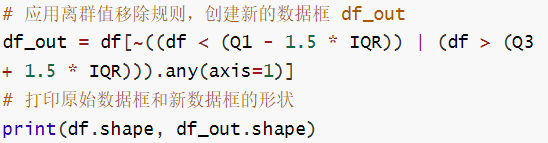 # 应用离群值移除规则，创建新的数据框 df_out
df_out = df[~((df < (Q1 - 1.5 * IQR)) | (df > (Q3
+ 1.5 * IQR))).any(axis=1)]
# 打印原始数据框和新数据框的形状
print(df.shape, df_out.shape)